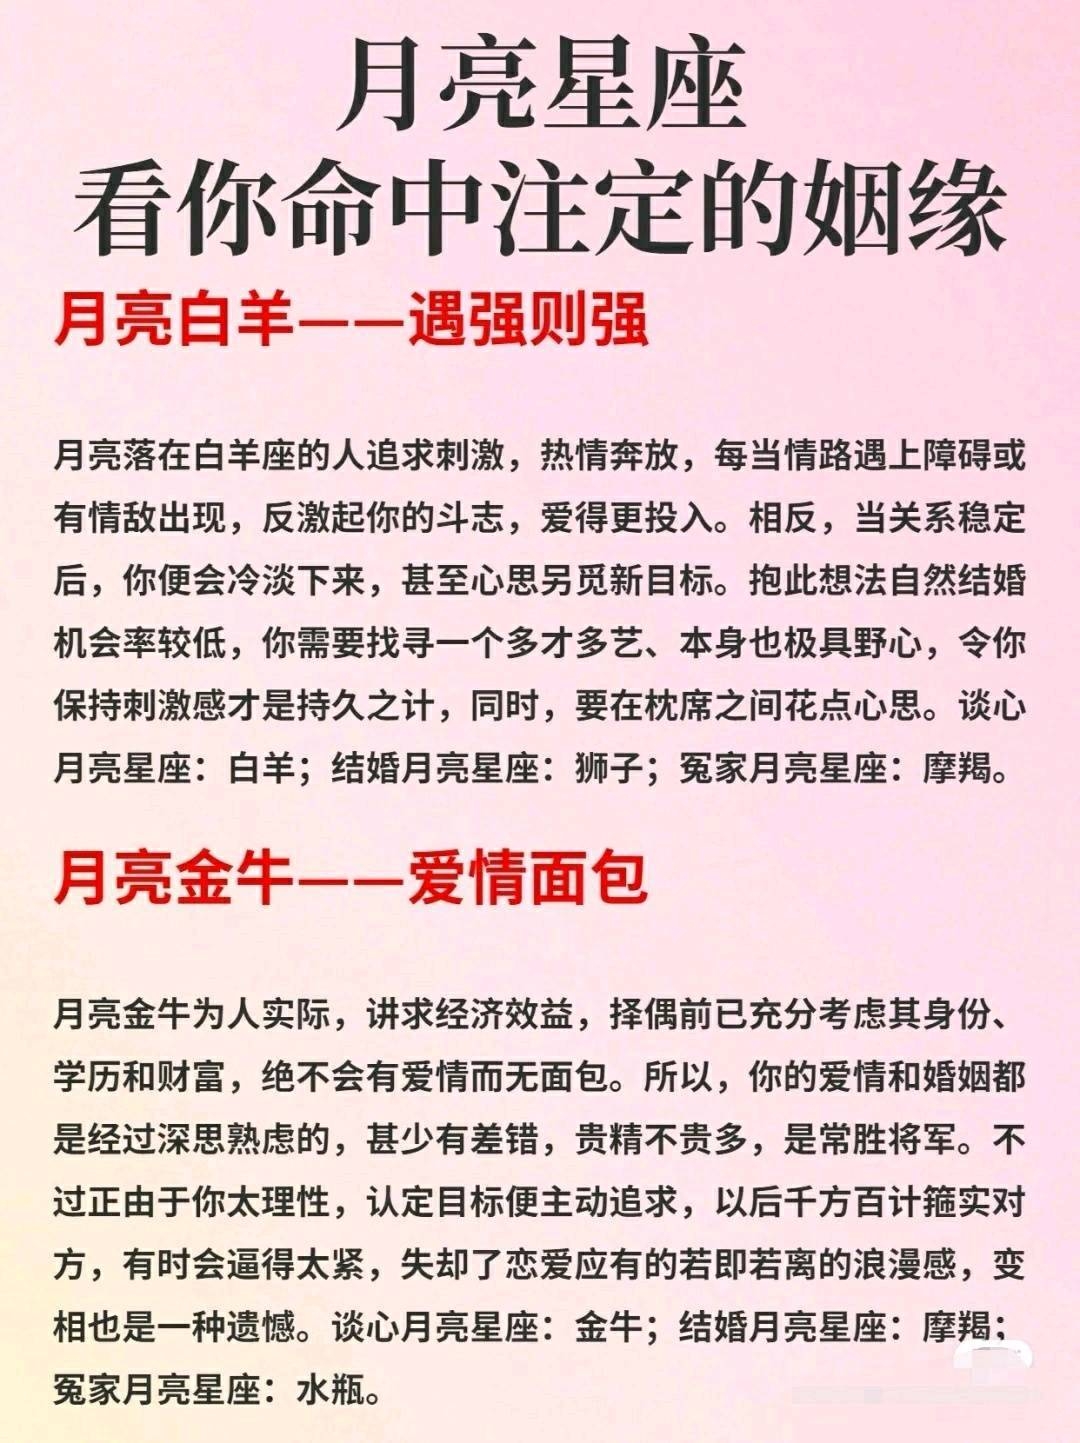 月亮星座
看你命中注定的姻缘
月亮白羊——遇强则强
月亮落在白羊座的人追求刺激，热情奔放，每当情路遇上障碍或
有情敌出现，反激起你的斗志，爱得更投入。相反，当关系稳定
后，你便会冷淡下来，甚至心思另觅新目标。抱此想法自然结婚
机会率较低，你需要找寻一个多才多艺、本身也极具野心，令你
保持刺激感才是持久之计，同时，要在枕席之间花点心思。谈心
月亮星座：白羊；结婚月亮星座：狮子；冤家月亮星座：摩羯。
月亮金牛——爱情面包
月亮金牛为人实际，讲求经济效益，择偶前已充分考虑其身份、
学历和财富，绝不会有爱情而无面包。所以，你的爱情和婚姻都
是经过深思熟虑的，甚少有差错，贵精不贵多，是常胜将军。不
过正由于你太理性，认定目标便主动追求，以后千方百计箍实对
方，有时会逼得太紧，失却了恋爱应有的若即若离的浪漫感，变
相也是一种遗憾。谈心月亮星座：金牛；结婚月亮星座：摩羯；
冤家月亮星座：水瓶。